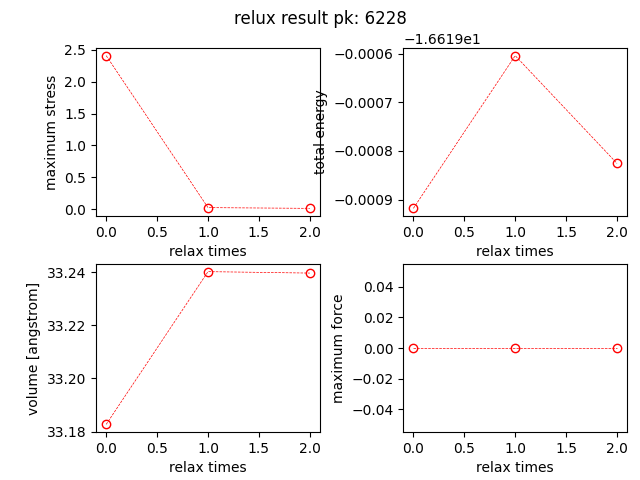 relux result pk: 6228
maximum stress
2.5
2.0
1.5
1.0
0.5
0.0
0.0 0.5 1.0 1.5 2.0
relax times
−1.6619e1
total energy
−0.0006
−0.0007
−0.0008
−0.0009
0.0 0.5 1.0 1.5 2.0
relax times
volume [angstrom]
33.24
33.22
33.20
33.18
0.0 0.5 1.0 1.5 2.0
relax times
maximum force
0.04
0.02
0.00
−0.02
−0.04
0.0 0.5 1.0 1.5 2.0
relax times